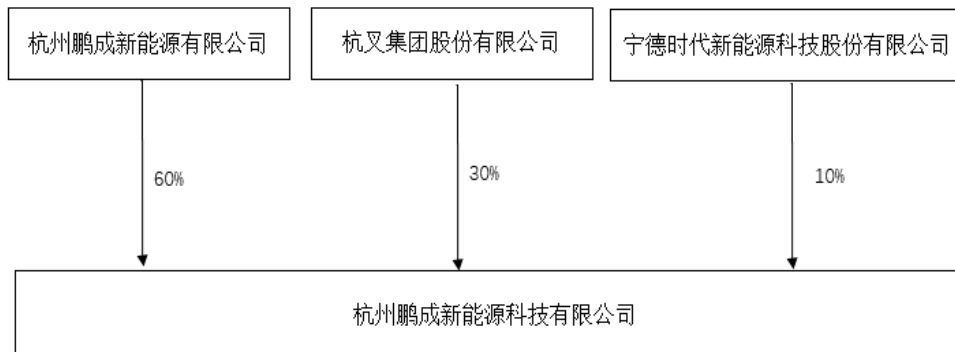 杭州鹏成新能源有限公司
杭叉集团股份有限公司
宁德时代新能源科技股份有限公司
60%
30%
10%
杭州鹏成新能源科技有限公司